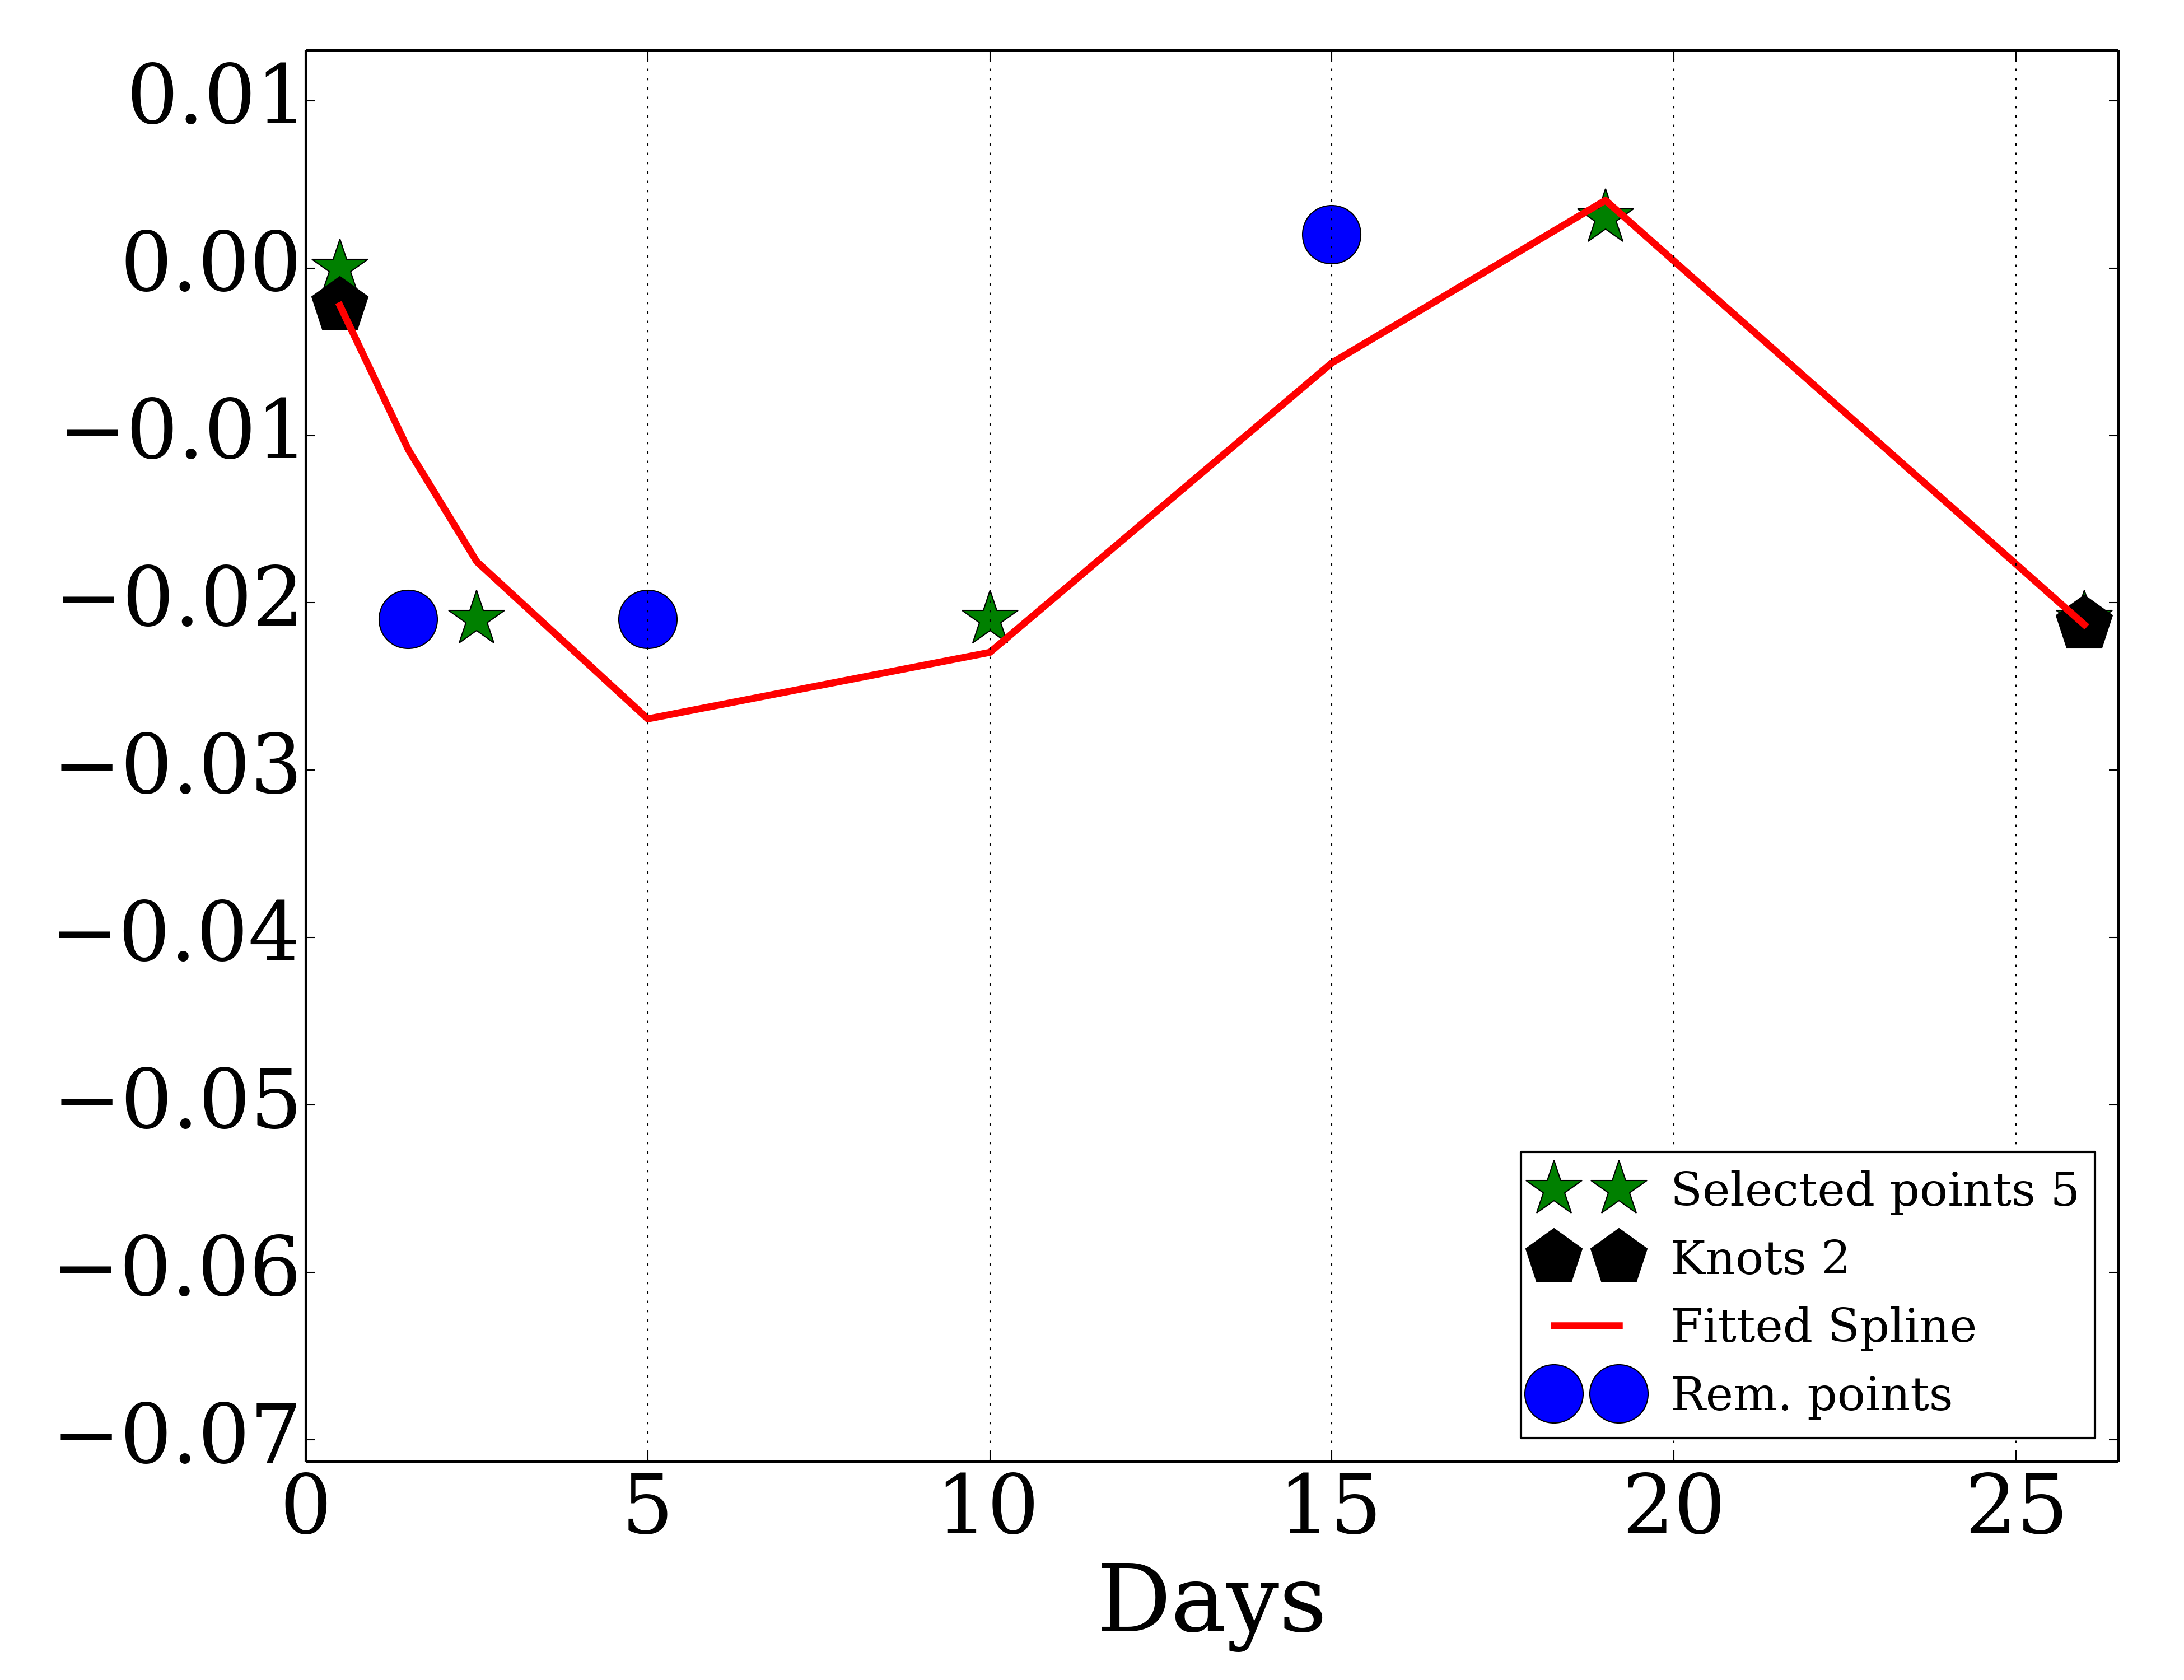 0.01
0.00
−0.01
−0.02
−0.03
−0.04
−0.05
−0.06
−0.07
0 5 10 15 20 25
Days
Selected points 5
Knots 2
Fitted Spline
Rem. points